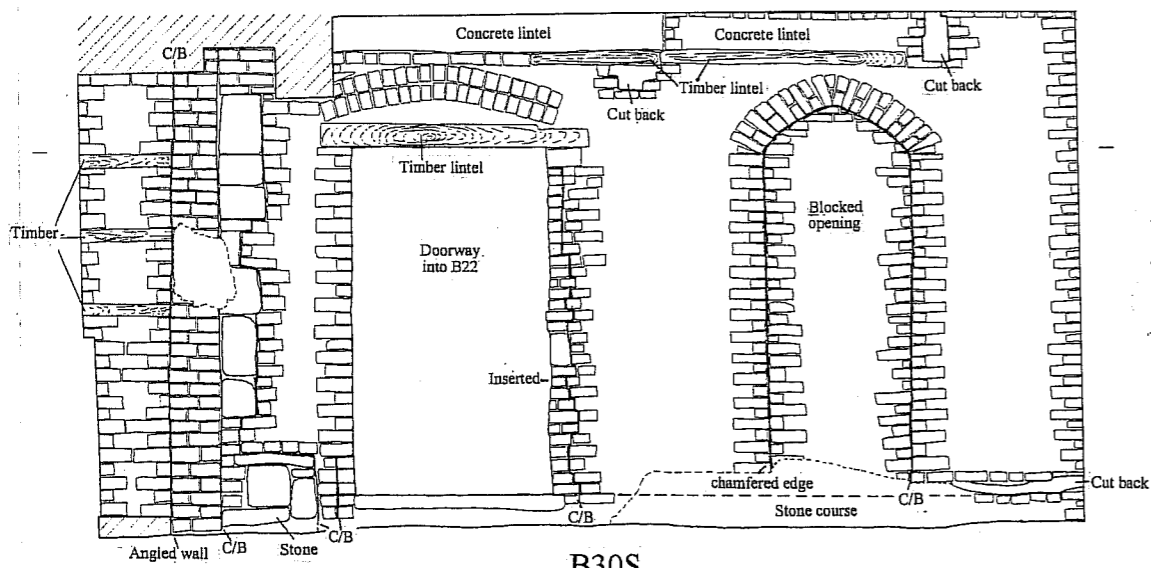 Concrete lintel
Concrete lintel
C/B
Timber lintel
Cut back
Cut back
Timber lintel
Timber
Doorway
into B22
Blocked
opening
Inserted
chamfered edge
Cut back
C/B
C/B
Stone course
Angled wall
C/B
Stone
C/B
B30S